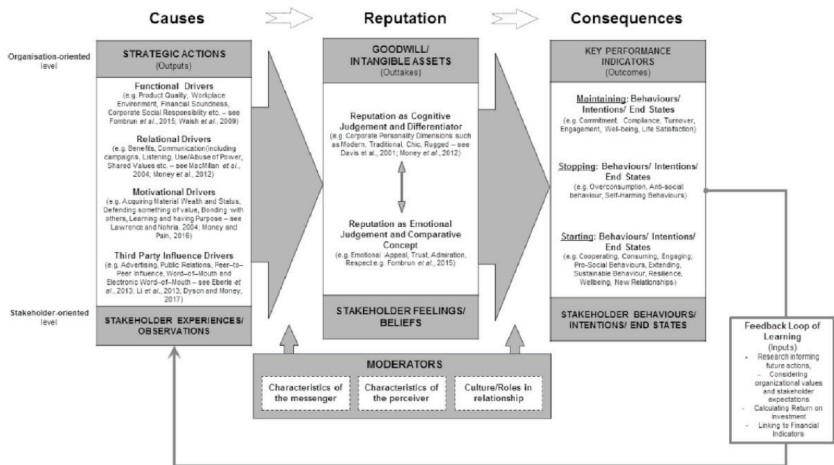 Causes
Reputation
Consequences
Organisation-oriented
level
STRATEGIC ACTIONS
(Outputs)
Functional Drivers
(e.g. Product Quality, Workplace
Environment, Financial Soundness,
Corporate Social Responsibility etc. – see
Fombrun et al., 2015; Walsh et al., 2009)
Relational Drivers
(e.g. Benefits, Communication(including
campaigns, Listening, Use/Abuse of Power,
Shared Values etc. – see MacMillan et al.,
2004; Money et al., 2012)
Motivational Drivers
(e.g. Acquiring Material Wealth and Status,
Defending something of value, Bonding with
others, Learning and having Purpose – see
Lawrence and Nohria, 2004; Money and
Pain, 2016)
Third Party Influence Drivers
(e.g. Advertising, Public Relations, Peer–to–
Peer Influence, Word–of–Mouth and
Electronic Word–of–Mouth – see Eberle et
al., 2013; Li et al., 2013; Dyson and Money,
2017)
Stakeholder-oriented
level
STAKEHOLDER EXPERIENCES/
OBSERVATIONS
GOODWILL/
INTANGIBLE ASSETS
(Outtakes)
Reputation as Cognitive
Judgement and Differentiator
(e.g. Corporate Personality Dimensions such
as Modern, Traditional, Chic, Rugged – see
Davis et al., 2001; Money et al., 2012)
Reputation as Emotional
Judgement and Comparative
Concept
(e.g. Emotional Appeal, Trust, Admiration,
Respect e.g. Fombrun et al., 2015)
STAKEHOLDER FEELINGS/
BELIEFS
KEY PERFORMANCE
INDICATORS
(Outcomes)
Maintaining: Behaviours/
Intentions/ End States
(e.g. Commitment, Compliance, Turnover,
Engagement, Well-being, Life Satisfaction)
Stopping: Behaviours/ Intentions/
End States
(e.g. Overconsumption, Anti-social
behaviour, Self-Harming Behaviours)
Starting: Behaviours/ Intentions/
End States
(e.g. Cooperating, Consuming, Engaging;
Pro-Social Behaviours, Extending,
Sustainable Behaviour, Resilience,
Wellbeing, New Relationships)
STAKEHOLDER BEHAVIOURS
/INTENTIONS/ END STATES
MODERATORS
Characteristics of
the messenger
Characteristics of
the perceiver
Culture/Roles in
relationship
Feedback Loop of
Learning
(Inputs)
- Research informing
future actions,
- Considering
organizational values
and stakeholder
expectations
- Calculating Return on
Investment
- Linking to Financial
Indicators